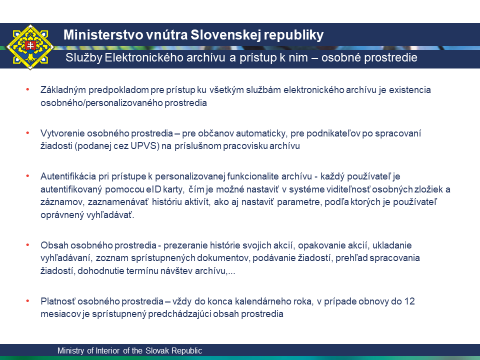 Ministerstvo vnútra Slovenskej republiky
Služby Elektronického archívu a prístup k nim – osobné prostredie
• Základným predpokladom pre prístup ku všetkým službám elektronického archívu je existencia
osobného/personalizovaného prostredia
• Vytvorenie osobného prostredia – pre občanov automaticky, pre podnikateľov po spracovaní
žiadosti (podanej cez UPVS) na príslušnom pracovisku archívu
• Autentifikácia pri prístupe k personalizovanej funkcionalite archívu - každý používateľ je
autentifikovaný pomocou eID karty, čím je možné nastaviť v systéme viditeľnosť osobných zložiek a
záznamov, zaznamenávať históriu aktivít, ako aj nastaviť parametre, podľa ktorých je používateľ
oprávnený vyhľadávať.
• Obsah osobného prostredia - prezeranie histórie svojich akcií, opakovanie akcií, ukladanie
vyhľadávaní, zoznam sprístupnených dokumentov, podávanie žiadostí, prehľad spracovania
žiadostí, dohodnutie termínu návštev archívu,...
• Platnosť osobného prostredia – vždy do konca kalendárneho roka, v prípade obnovy do 12
mesiacov je sprístupnený predchádzajúci obsah prostredia
Ministry of Interior of the Slovak Republic